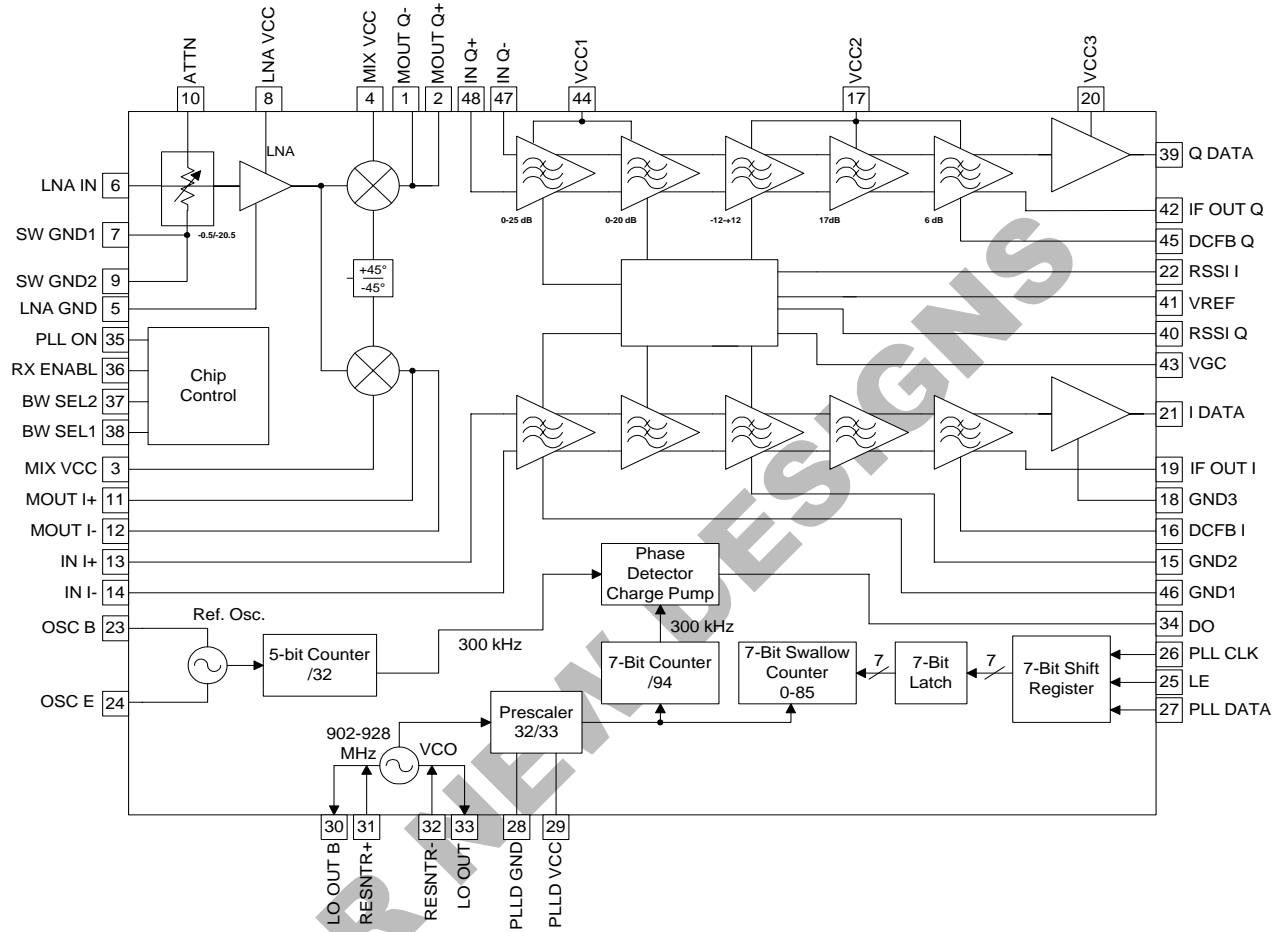 ATTN
LNA VCC
MIX VCC
MOUT Q-
MOUT Q+
IN Q+
IN Q-
VCC1
VCC2
VCC3
10
8
4
1
2
48
47
44
17
20
LNA
LNA IN 6
SW GND1 7
-0.5/-20.5
SW GND2 9
LNA GND 5
PLL ON 35
RX ENABL 36
BW SEL2 37
BW SEL1 38
Chip
Control
MIX VCC 3
MOUT I+ 11
MOUT I- 12
IN I+ 13
IN I- 14
OSC B 23
OSC E 24
+45°
-45°
0-25 dB
0-20 dB
-12-+12
17dB
6 dB
39 Q DATA
42 IF OUT Q
45 DCFB Q
22 RSSI I
41 VREF
40 RSSI Q
43 VGC
21 I DATA
19 IF OUT I
18 GND3
16 DCFB I
15 GND2
46 GND1
34 DO
26 PLL CLK
25 LE
27 PLL DATA
Ref. Osc.
5-bit Counter
/32
300 kHz
Phase
Detector
Charge Pump
300 kHz
7-Bit Counter
/94
7-Bit Swallow
Counter
0-85
7
7-Bit
Latch
7
7-Bit Shift
Register
Prescaler
32/33
902-928
MHz
VCO
30
31
32
33
28
29
LO OUT B
RESNTR+
RESNTR-
LO OUT
PLLD GND
PLLD VCC
R NEW DESIGNS